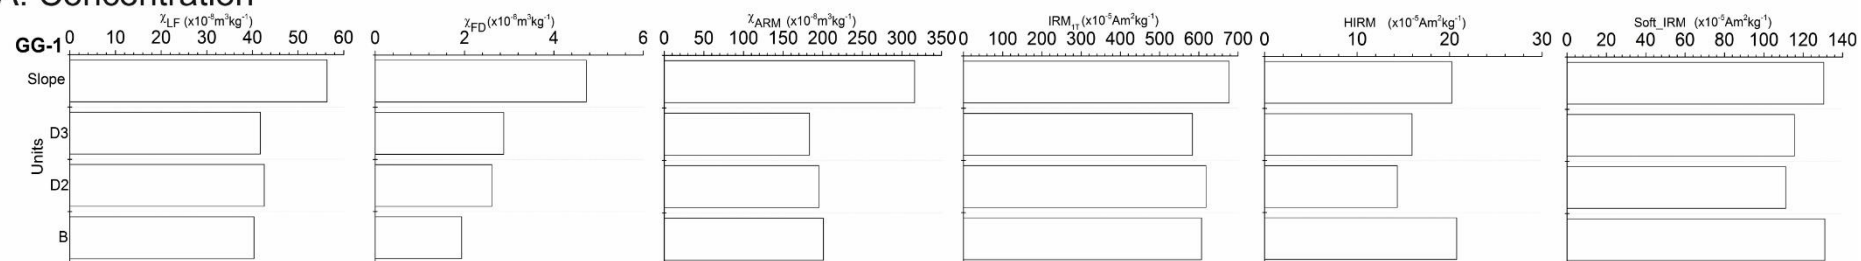 A. Concentration
χLF (x10⁻⁸m³kg⁻¹) χFD(x10⁻⁸m³kg⁻¹) χARM (x10⁻⁸m³kg⁻¹) IRM1T(x10⁻⁵Am²kg⁻¹) HIRM (x10⁻⁵Am²kg⁻¹) Soft_IRM (x10⁻⁵Am²kg⁻¹)
GG-1 0 10 20 30 40 50 60 0 2 4 6 0 50 100 150 200 250 300 350 0 100 200 300 400 500 600 700 0 10 20 30 0 20 40 60 80 100 120 140
Slope
D3
Units
D2
B